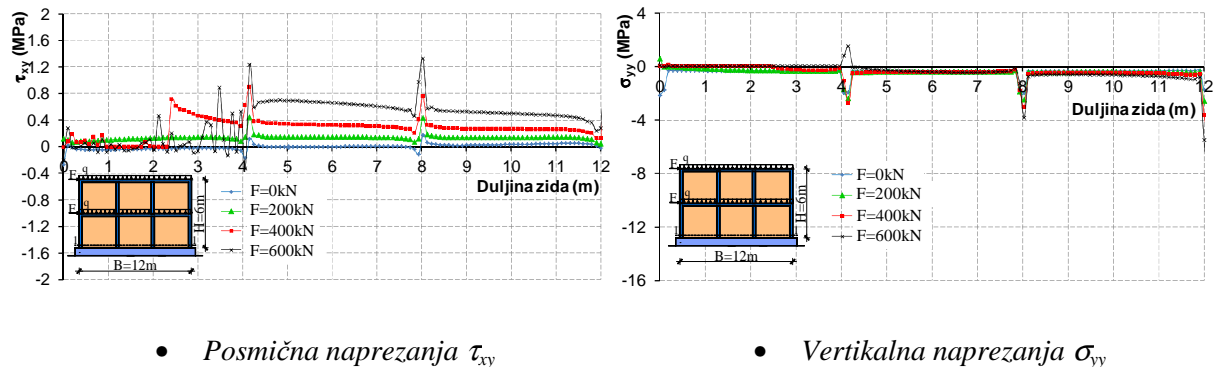 τxy (MPa)
2
1.6
1.2
0.8
0.4
0
-0.4
-0.8
-1.2
-1.6
-2
0 1 2 3 4 5 6 7 8 9 10 11 12
Duljina zida (m)
F q
F q
H=6m
B=12m
F=0kN
F=200kN
F=400kN
F=600kN
• Posmična naprezanja τxy
σyy (MPa)
4
0
-4
-8
-12
-16
0 1 2 3 4 5 6 7 8 9 10 11 12
Duljina zida (m)
F q
F q
H=6m
B=12m
F=0kN
F=200kN
F=400kN
F=600kN
• Vertikalna naprezanja σyy